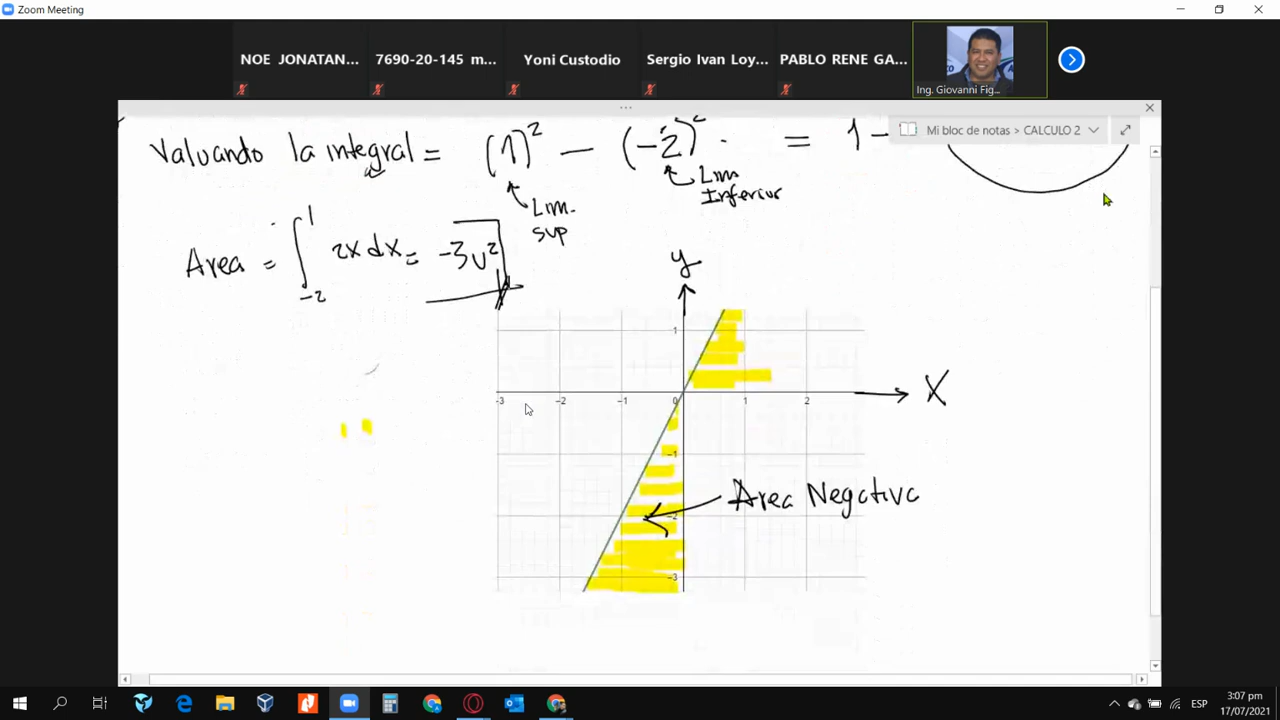 Zoom Meeting
NOE JONATAN...
7690-20-145 m...
Yoni Custodio
Sergio Ivan Loy...
PABLO RENE GA...
Ing. Giovanni Fig...
Mi bloc de notas > CALCULO 2
Valuando la integral = (1)² — (-2)² = 1 –
Lim. sup
Lim Inferior
Area = ∫₋₂¹ 2x dx = -3u²
y
1
-3 -2 -1 0 1 2
X
-1
Area Negativa
-2
-3
ESP
3:07 pm
17/07/2021